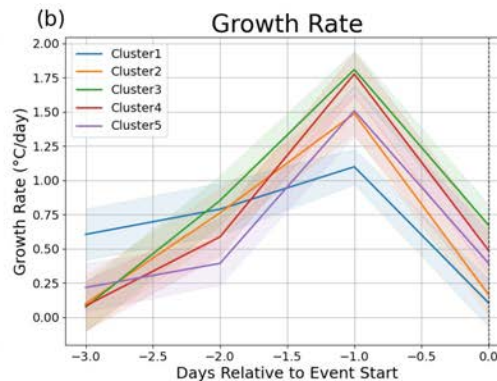 (b)
Growth Rate
Growth Rate (°C/day)
2.00
1.75
1.50
1.25
1.00
0.75
0.50
0.25
0.00
Cluster1
Cluster2
Cluster3
Cluster4
Cluster5
−3.0 −2.5 −2.0 −1.5 −1.0 −0.5 0.0
Days Relative to Event Start